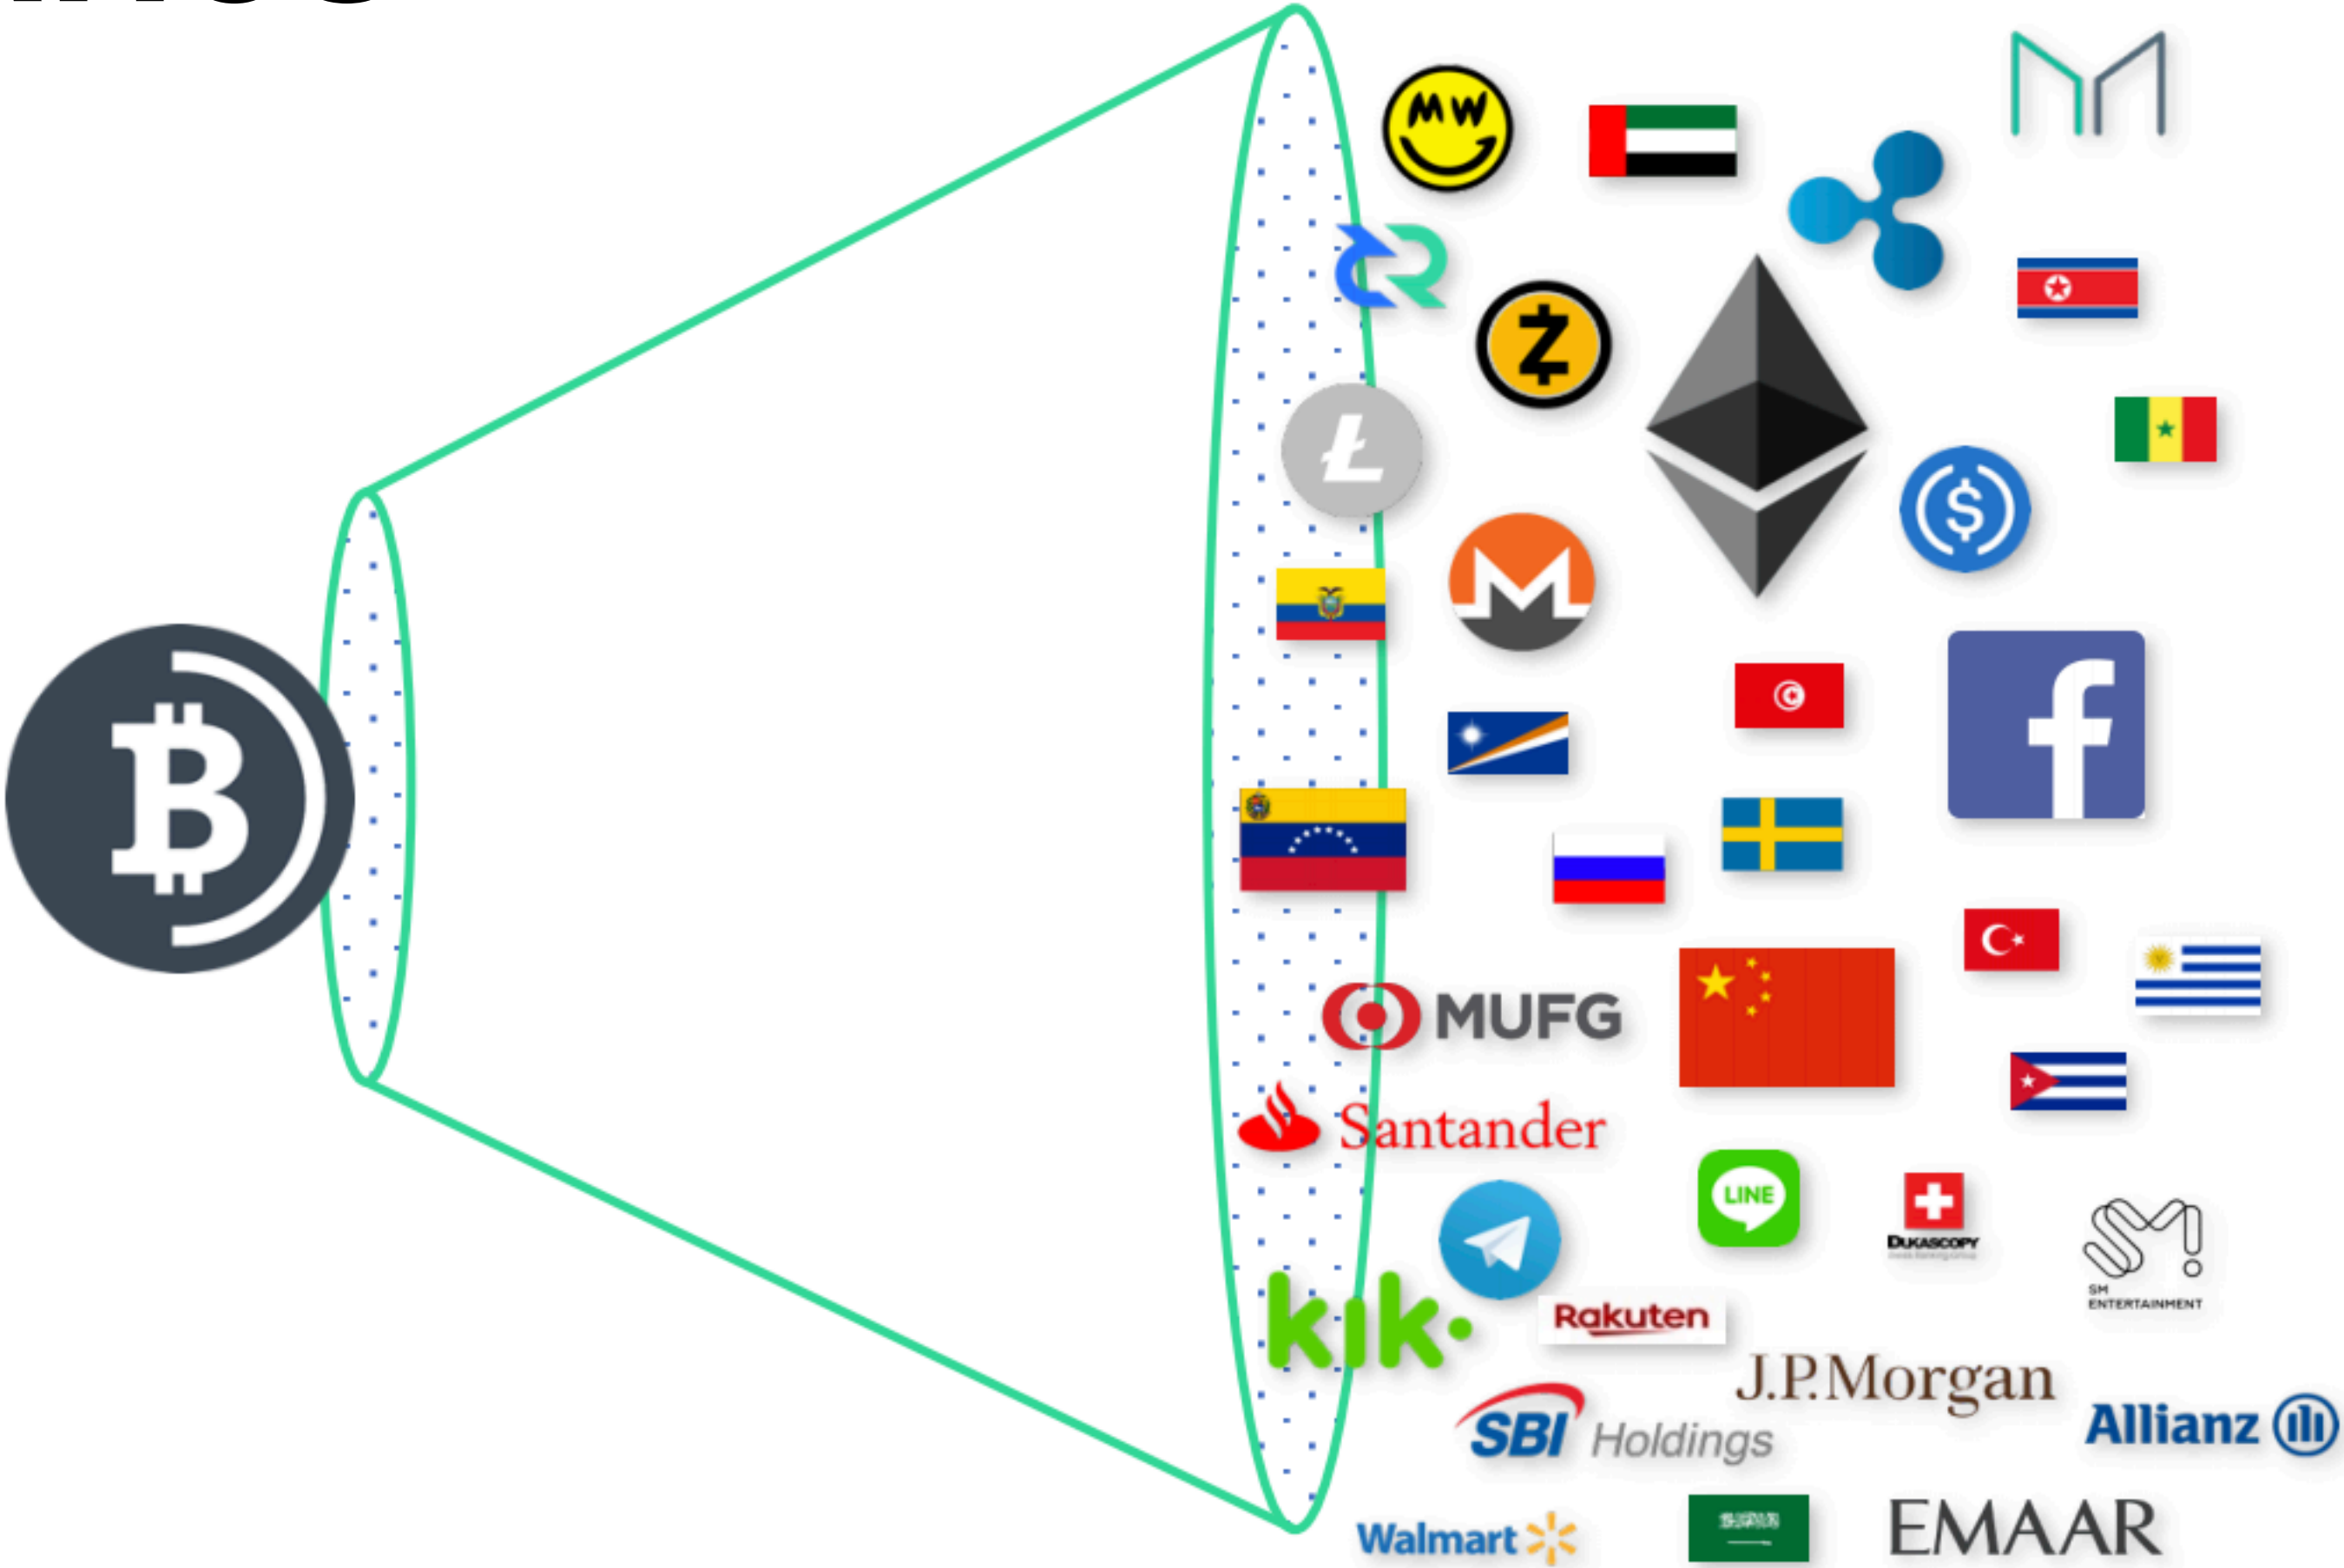 MW
MUFG
Santander
LINE
DUKASCOPY
SM
ENTERTAINMENT
kik
Rakuten
J.P.Morgan
SBI Holdings
Allianz
Walmart
EMAAR